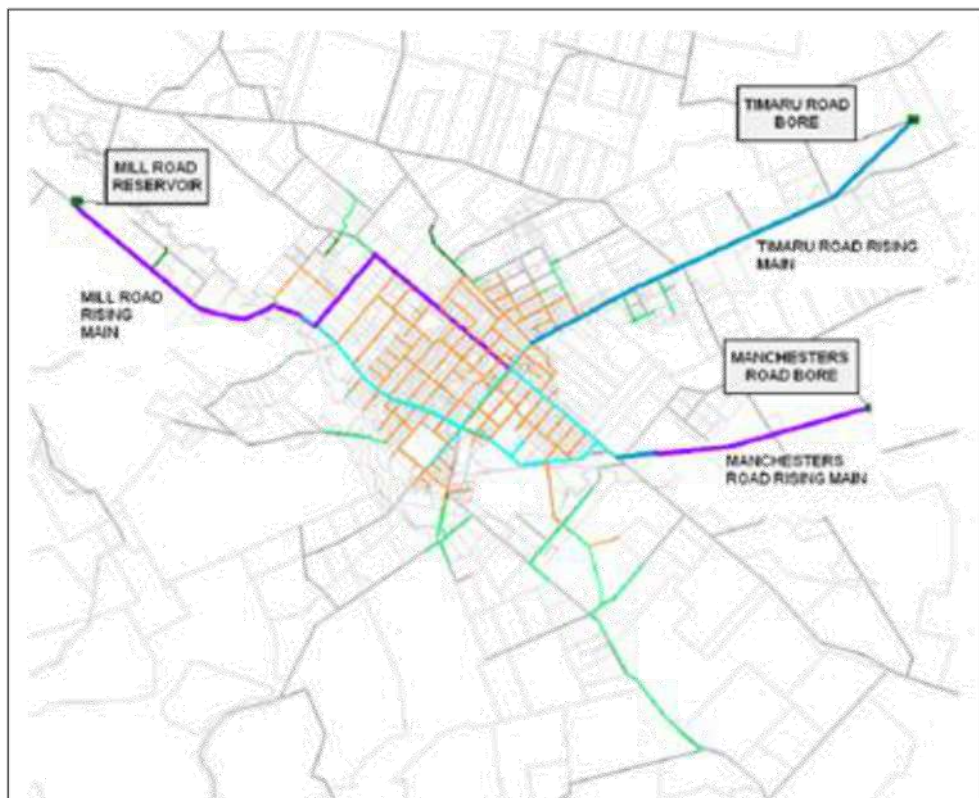 TIMARU ROAD
BORE
MILL ROAD
RESERVOIR
TIMARU ROAD RISING
MAIN
MILL ROAD
RISING
MAIN
MANCHESTERS
ROAD BORE
MANCHESTERS
ROAD RISING MAIN